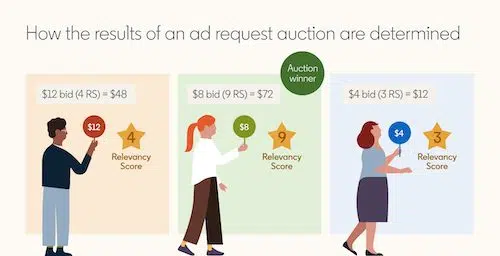 How the results of an ad request auction are determined
Auction
winner
$12 bid (4 RS) = $48
$12
4
Relevancy
Score
$8 bid (9 RS) = $72
$8
9
Relevancy
Score
$4 bid (3 RS) = $12
$4
3
Relevancy
Score